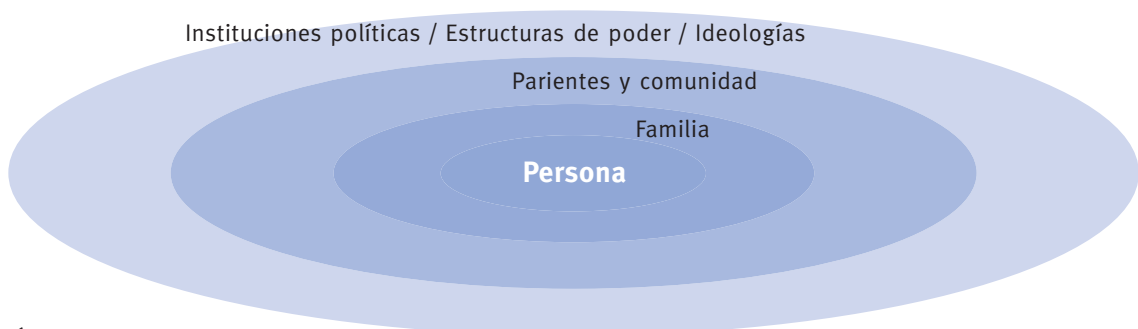 Instituciones políticas / Estructuras de poder / Ideologías
Parientes y comunidad
Familia
Persona